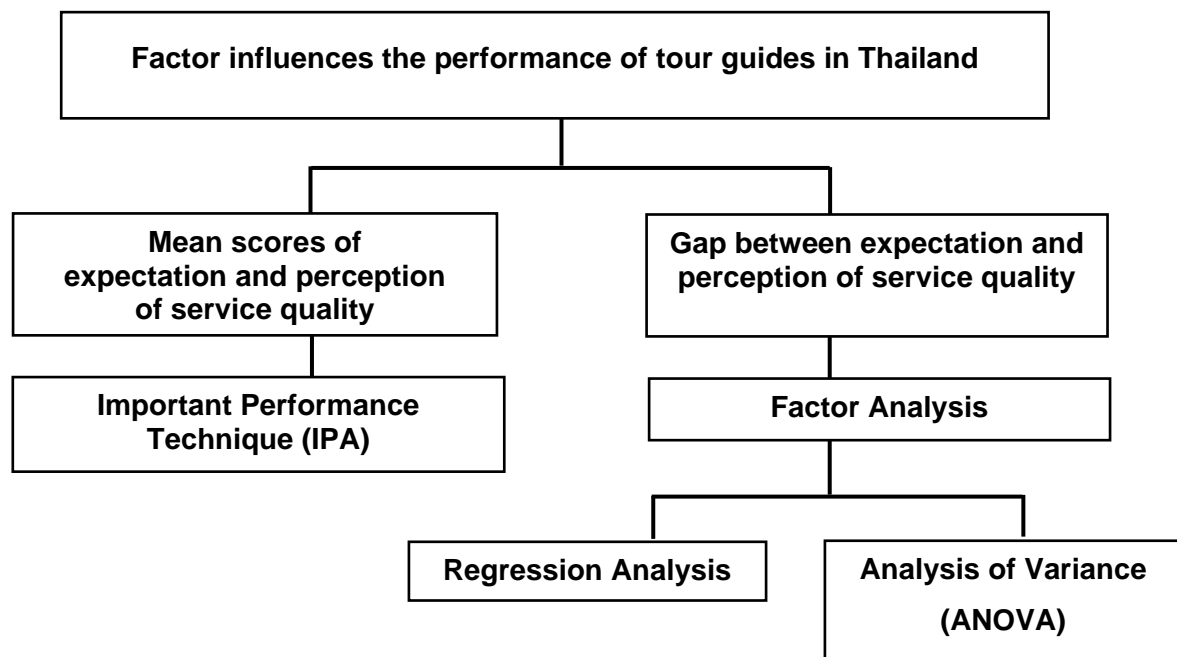 Factor influences the performance of tour guides in Thailand
Mean scores of
expectation and perception
of service quality
Gap between expectation and
perception of service quality
Important Performance
Technique (IPA)
Factor Analysis
Regression Analysis
Analysis of Variance
(ANOVA)